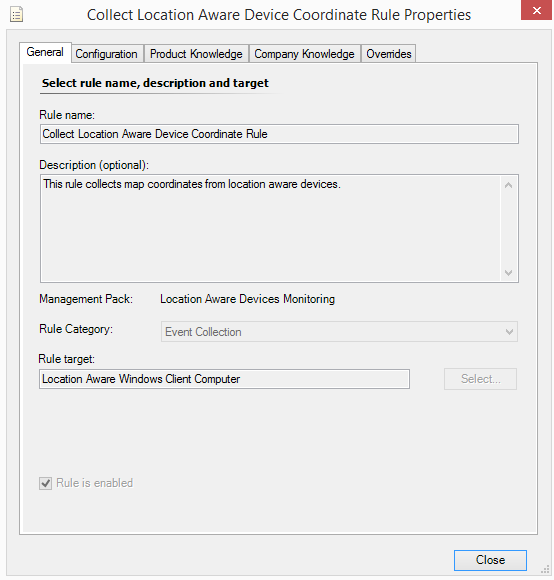 Collect Location Aware Device Coordinate Rule Properties
General Configuration Product Knowledge Company Knowledge Overrides
Select rule name, description and target
Rule name:
Collect Location Aware Device Coordinate Rule
Description (optional):
This rule collects map coordinates from location aware devices.
Management Pack: Location Aware Devices Monitoring
Rule Category: Event Collection
Rule target:
Location Aware Windows Client Computer Select...
Rule is enabled
Close